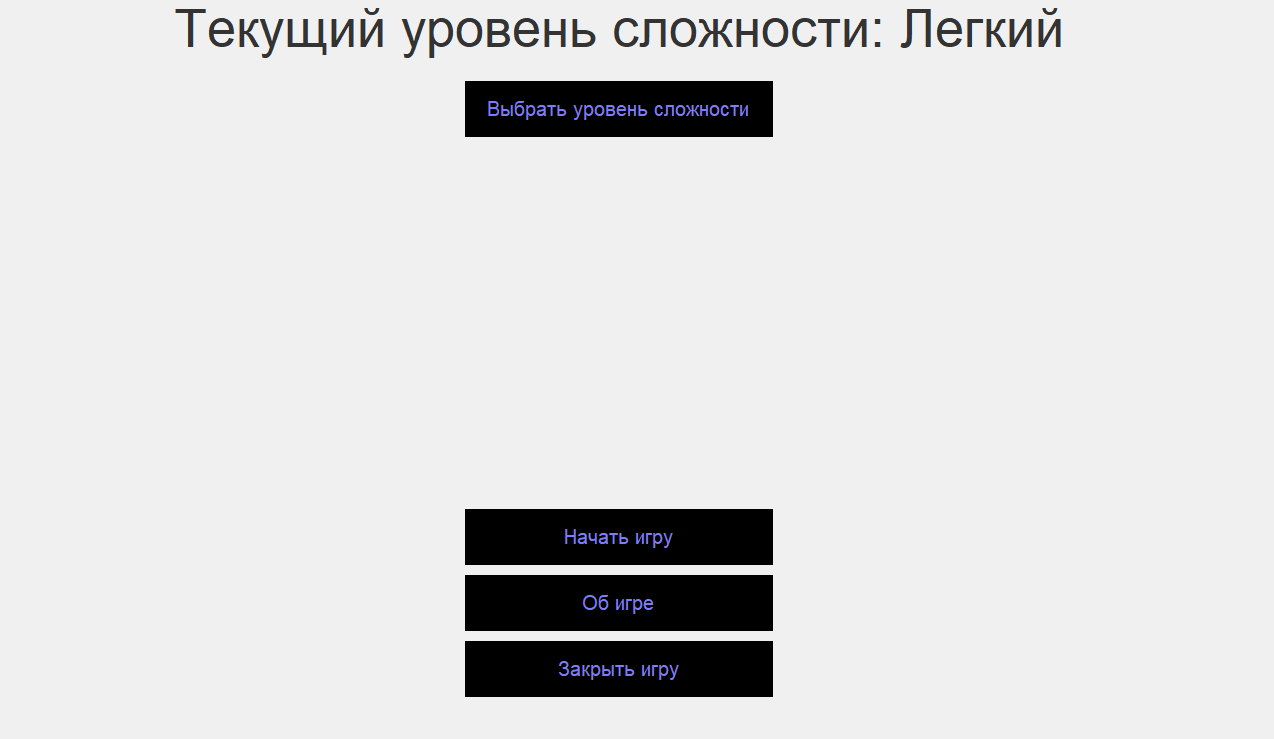 Текущий уровень сложности: Легкий
Выбрать уровень сложности
Начать игру
Об игре
Закрыть игру